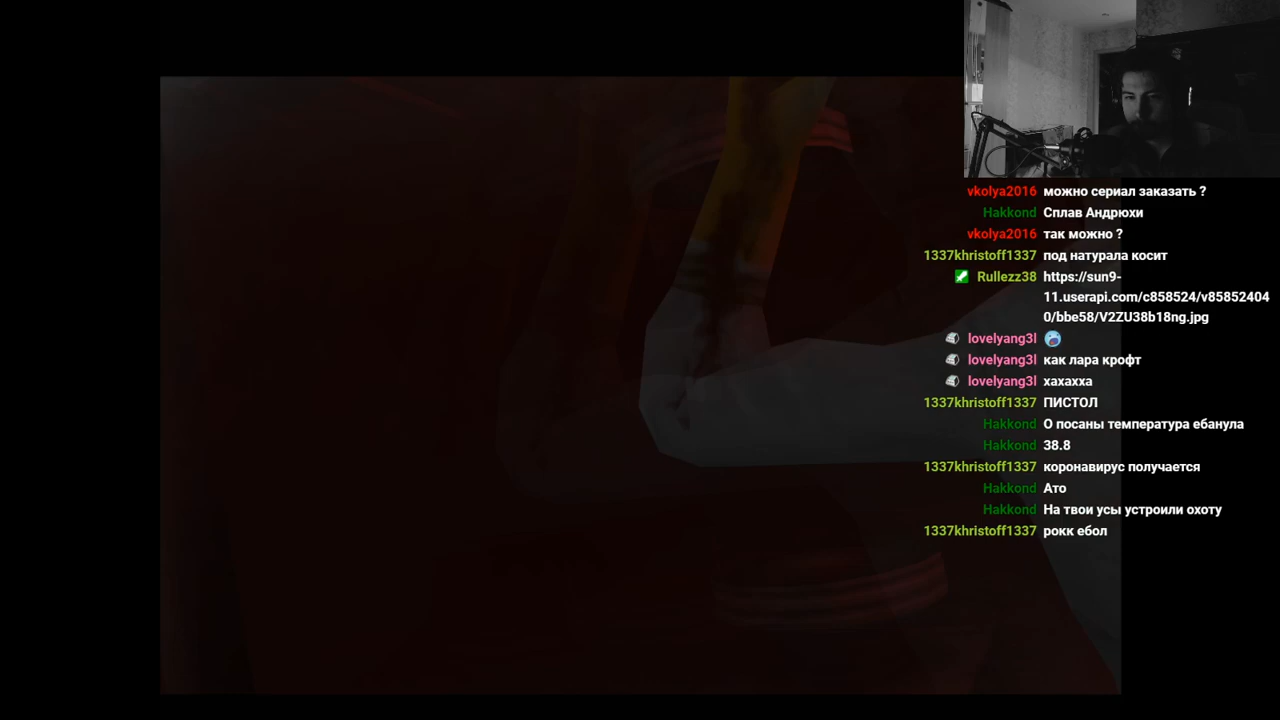 vkolya2016 можно сериал заказать ?
Hakkond Сплав Андрюхи
vkolya2016 так можно ?
1337khristoff1337 под натурала косит
Rullezz38 https://sun9-
11.userapi.com/c858524/v85852404
0/bbe58/V2ZU38b18ng.jpg
lovelyang3l
lovelyang3l как лара крофт
lovelyang3l хахахха
1337khristoff1337 ПИСТОЛ
Hakkond О посаны температура ебанула
Hakkond 38.8
1337khristoff1337 коронавирус получается
Hakkond Ато
Hakkond На твои усы устроили охоту
1337khristoff1337 рокк ебол